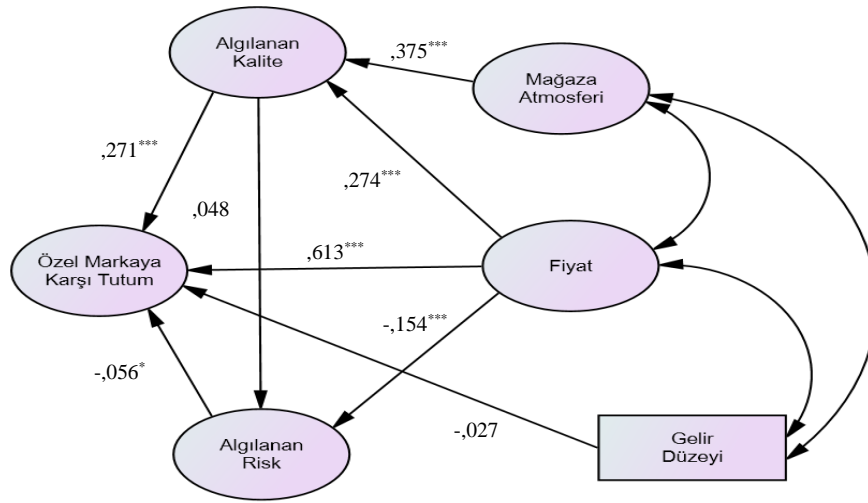 Algılanan
Kalite
,375***
Mağaza
Atmosferi
,271***
,048
,274***
Özel Markaya
Karşı Tutum
,613***
Fiyat
-,154***
-,056*
-,027
Algılanan
Risk
Gelir
Düzeyi